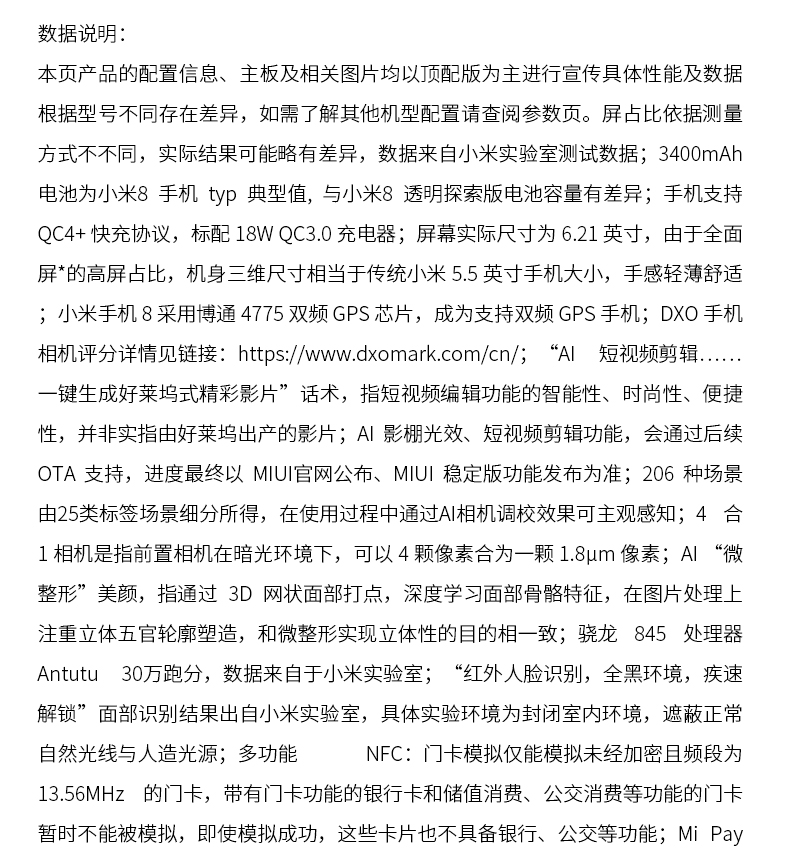 数据说明：
本页产品的配置信息、主板及相关图片均以顶配版为主进行宣传具体性能及数据
根据型号不同存在差异，如需了解其他机型配置请查阅参数页。屏占比依据测量
方式不不同，实际结果可能略有差异，数据来自小米实验室测试数据；3400mAh
电池为小米8 手机 typ 典型值, 与小米8 透明探索版电池容量有差异；手机支持
QC4+ 快充协议，标配 18W QC3.0 充电器；屏幕实际尺寸为 6.21 英寸，由于全面
屏*的高屏占比，机身三维尺寸相当于传统小米 5.5 英寸手机大小，手感轻薄舒适
；小米手机 8 采用博通 4775 双频 GPS 芯片，成为支持双频 GPS 手机；DXO 手机
相机评分详情见链接：https://www.dxomark.com/cn/；“AI 短视频剪辑……
一键生成好莱坞式精彩影片”话术，指短视频编辑功能的智能性、时尚性、便捷
性，并非实指由好莱坞出产的影片；AI 影棚光效、短视频剪辑功能，会通过后续
OTA 支持，进度最终以 MIUI官网公布、MIUI 稳定版功能发布为准；206 种场景
由25类标签场景细分所得，在使用过程中通过AI相机调校效果可主观感知；4 合
1 相机是指前置相机在暗光环境下，可以 4 颗像素合为一颗 1.8μm 像素；AI “微
整形”美颜，指通过 3D 网状面部打点，深度学习面部骨骼特征，在图片处理上
注重立体五官轮廓塑造，和微整形实现立体性的目的相一致；骁龙 845 处理器
Antutu 30万跑分，数据来自于小米实验室；“红外人脸识别，全黑环境，疾速
解锁”面部识别结果出自小米实验室，具体实验环境为封闭室内环境，遮蔽正常
自然光线与人造光源；多功能 NFC：门卡模拟仅能模拟未经加密且频段为
13.56MHz 的门卡，带有门卡功能的银行卡和储值消费、公交消费等功能的门卡
暂时不能被模拟，即使模拟成功，这些卡片也不具备银行、公交等功能；Mi Pay